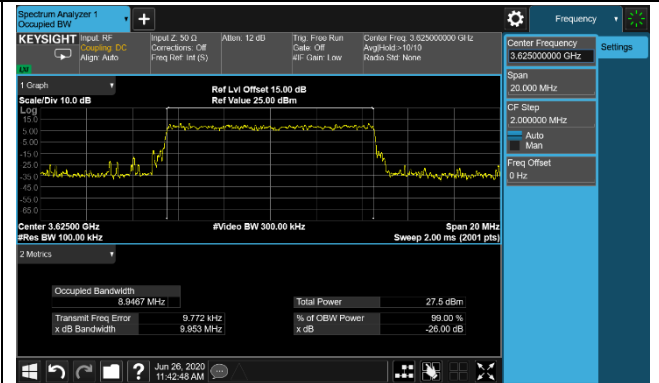 Spectrum Analyzer 1
Occupied BW
Frequency
KEYSIGHT
Input: RF
Coupling: DC
Align: Auto
Input Z: 50 Ω
Corrections: Off
Freq Ref: Int (S)
Atten: 12 dB
Trig: Free Run
Gate: Off
#IF Gain: Low
Center Freq: 3.625000000 GHz
Avg|Hold:>10/10
Radio Std: None
Center Frequency
3.625000000 GHz
Settings
Span
20.000 MHz
CF Step
2.000000 MHz
Auto
Man
Freq Offset
0 Hz
1 Graph
Scale/Div 10.0 dB
Ref Lvl Offset 15.00 dB
Ref Value 25.00 dBm
Log
15.0
5.00
-5.00
-15.0
-25.0
-35.0
-45.0
-55.0
-65.0
Center 3.62500 GHz
#Res BW 100.00 kHz
#Video BW 300.00 kHz
Span 20 MHz
Sweep 2.00 ms (2001 pts)
2 Metrics
Occupied Bandwidth
8.9467 MHz
Total Power 27.5 dBm
Transmit Freq Error 9.772 kHz
% of OBW Power 99.00 %
x dB Bandwidth 9.953 MHz
x dB -26.00 dB
Jun 26, 2020
11:42:48 AM